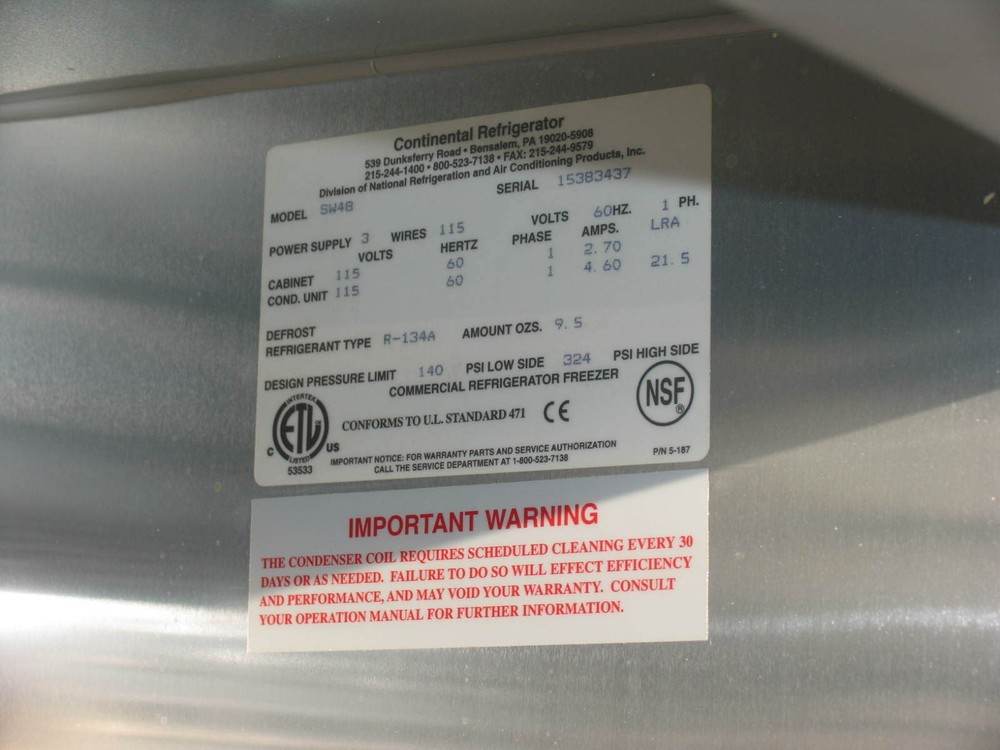 Continental Refrigerator
539 Dunksferry Road • Bensalem, PA 19020-5908
215-244-1400 • 800-523-7138 • FAX: 215-244-9579
Division of National Refrigeration and Air Conditioning Products, Inc.
MODEL SW48 SERIAL 15383437
POWER SUPPLY 3 WIRES 115 VOLTS 60HZ. 1 PH.
VOLTS HERTZ PHASE AMPS. LRA
CABINET 115 60 1 2.70
COND. UNIT 115 60 1 4.60 21.5
DEFROST
REFRIGERANT TYPE R-134A AMOUNT OZS. 9.5
DESIGN PRESSURE LIMIT 140 PSI LOW SIDE 324 PSI HIGH SIDE
COMMERCIAL REFRIGERATOR FREEZER
INTERTEK
ETL
LISTED
C US
53533
CONFORMS TO U.L. STANDARD 471 CE
NSF®
IMPORTANT NOTICE: FOR WARRANTY PARTS AND SERVICE AUTHORIZATION
CALL THE SERVICE DEPARTMENT AT 1-800-523-7138
P/N 5-187
IMPORTANT WARNING
THE CONDENSER COIL REQUIRES SCHEDULED CLEANING EVERY 30
DAYS OR AS NEEDED. FAILURE TO DO SO WILL EFFECT EFFICIENCY
AND PERFORMANCE, AND MAY VOID YOUR WARRANTY. CONSULT
YOUR OPERATION MANUAL FOR FURTHER INFORMATION.